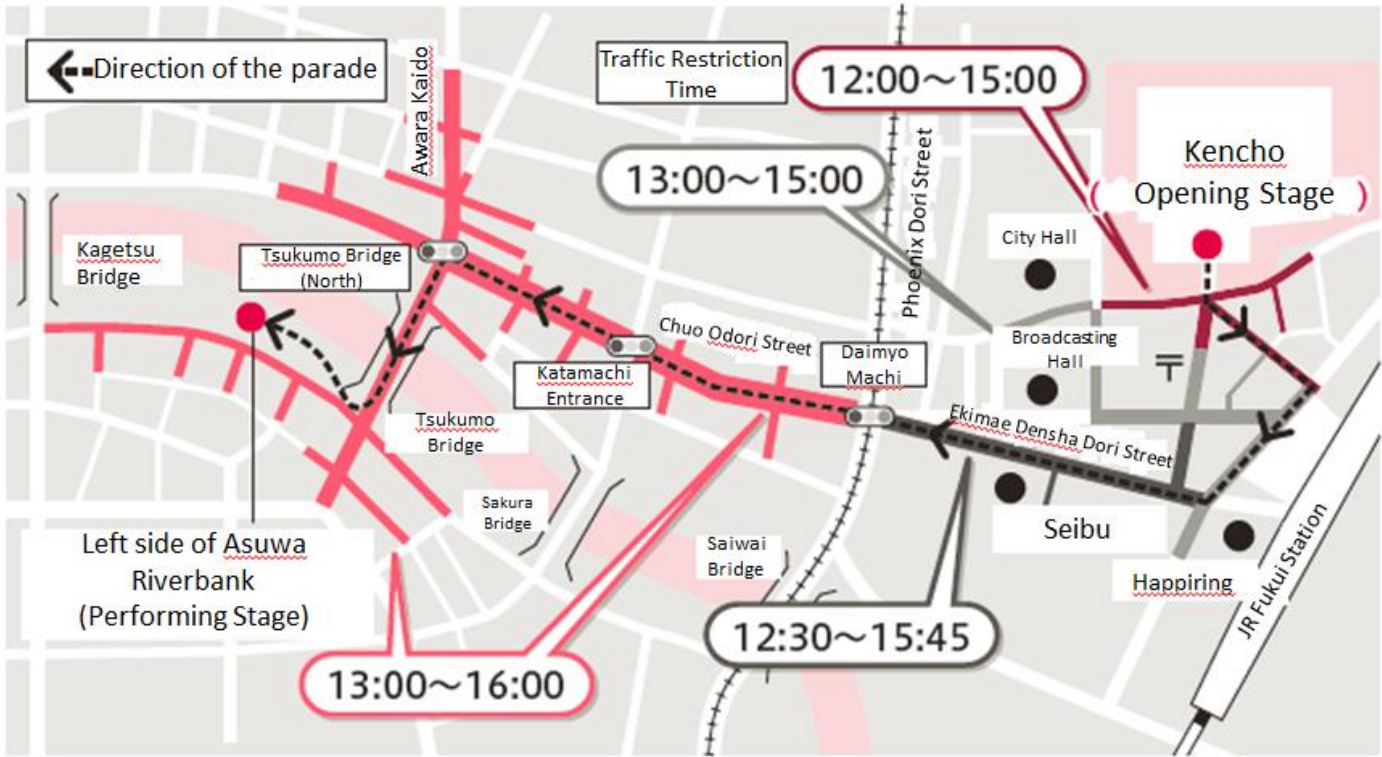 Direction of the parade
Awara Kaido
Traffic Restriction
Time
12:00～15:00
13:00～15:00
Phoenix Dori Street
Kencho
( Opening Stage )
City Hall
Kagetsu
Bridge
Tsukumo Bridge
(North)
Chuo Odori Street
Daimyo
Machi
Broadcasting
Hall
〒
Katamachi
Entrance
Ekimae Densha Dori Street
Tsukumo
Bridge
Sakura
Bridge
Seibu
Left side of Asuwa
Riverbank
(Performing Stage)
Saiwai
Bridge
Happiring
JR Fukui Station
12:30～15:45
13:00～16:00